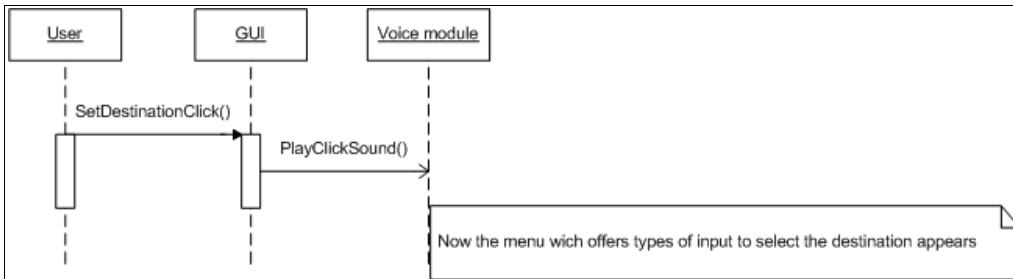 User
GUI
Voice module
SetDestinationClick()
PlayClickSound()
Now the menu wich offers types of input to select the destination appears